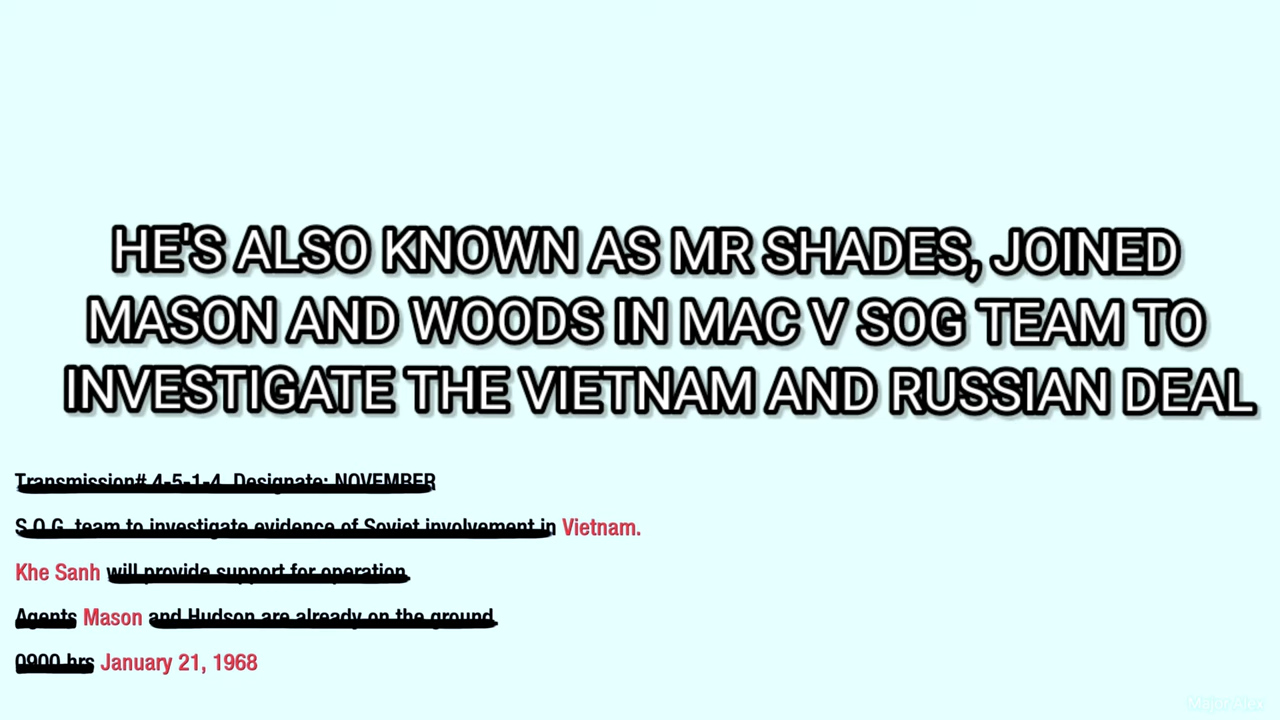 HE'S ALSO KNOWN AS MR SHADES, JOINED
MASON AND WOODS IN MAC V SOG TEAM TO
INVESTIGATE THE VIETNAM AND RUSSIAN DEAL
Transmission# 4-5-1-4, Designate: NOVEMBER
S.O.G. team to investigate evidence of Soviet involvement in Vietnam.
Khe Sanh will provide support for operation.
Agents Mason and Hudson are already on the ground.
0900 hrs January 21, 1968
Major Alex